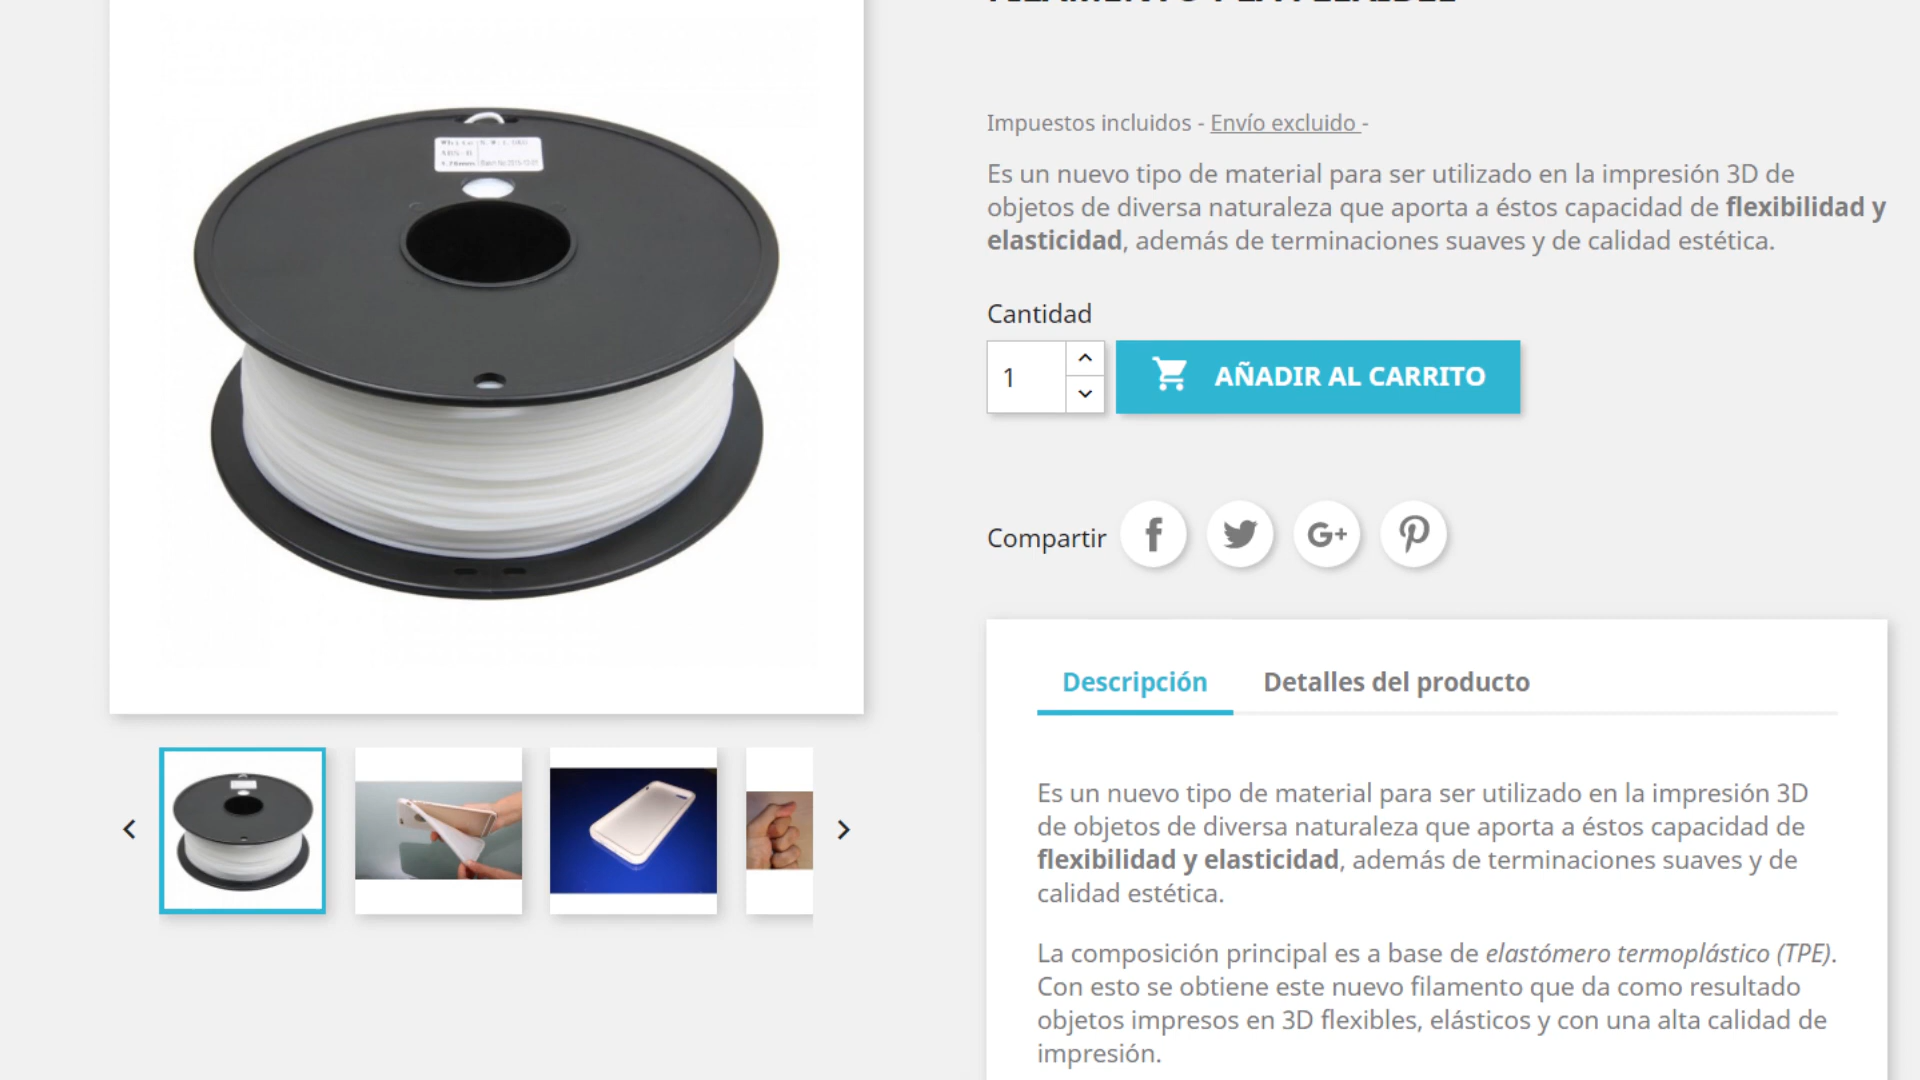 Impuestos incluidos - Envío excluido -
Es un nuevo tipo de material para ser utilizado en la impresión 3D de
objetos de diversa naturaleza que aporta a éstos capacidad de flexibilidad y
elasticidad, además de terminaciones suaves y de calidad estética.
Cantidad
1
AÑADIR AL CARRITO
Compartir
Descripción Detalles del producto
Es un nuevo tipo de material para ser utilizado en la impresión 3D
de objetos de diversa naturaleza que aporta a éstos capacidad de
flexibilidad y elasticidad, además de terminaciones suaves y de
calidad estética.
La composición principal es a base de elastómero termoplástico (TPE).
Con esto se obtiene este nuevo filamento que da como resultado
objetos impresos en 3D flexibles, elásticos y con una alta calidad de
impresión.